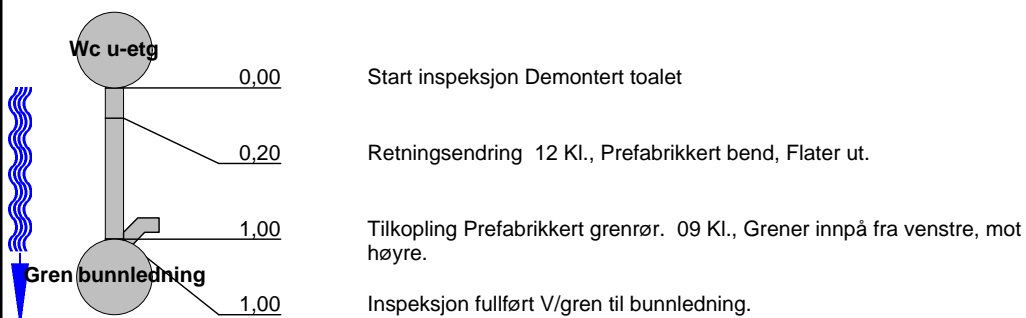 Wc u-etg
0,00 Start inspeksjon Demontert toalet
0,20 Retningsendring 12 Kl., Prefabrikkert bend, Flater ut.
1,00 Tilkopling Prefabrikkert grenrør. 09 Kl., Grener innpå fra venstre, mot
høyre.
Gren bunnledning
1,00 Inspeksjon fullført V/gren til bunnledning.